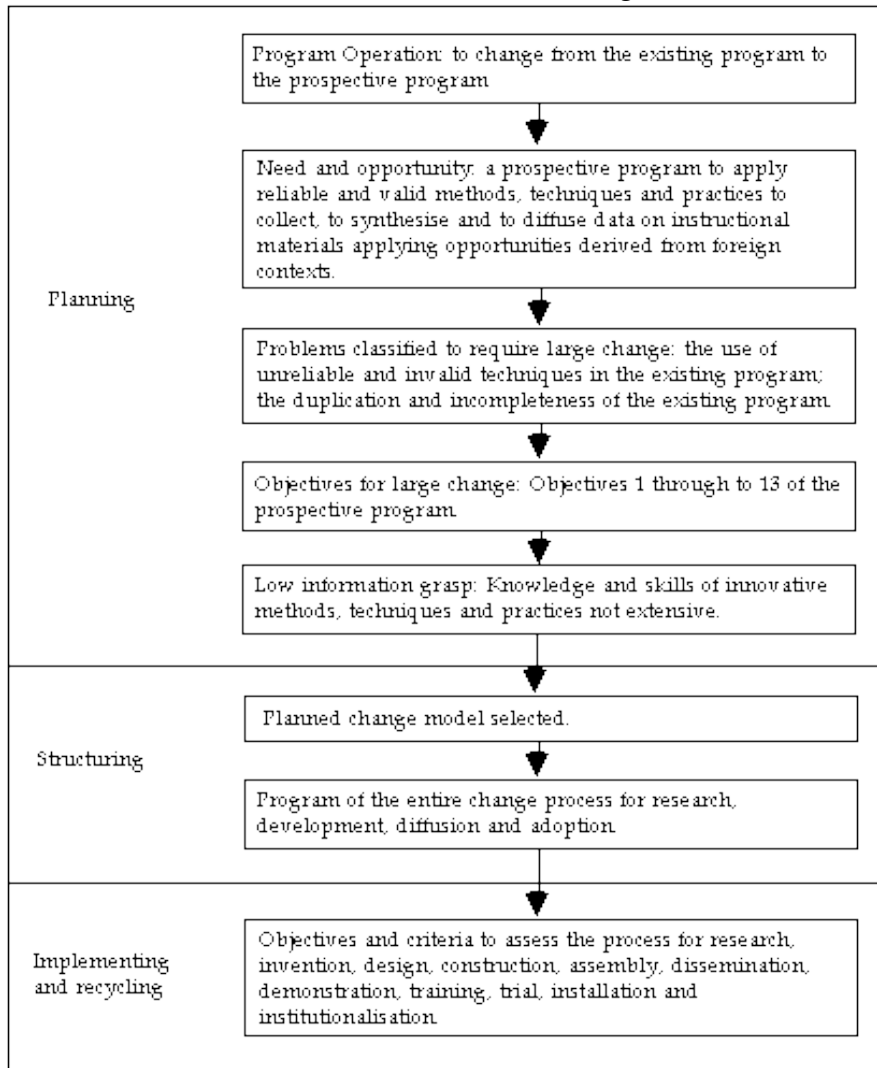 Program Operation: to change from the existing program to
the prospective program
Need and opportunity: a prospective program to apply
reliable and valid methods, techniques and practices to
collect, to synthesise and to diffuse data on instructional
materials applying opportunities derived from foreign
contexts.
Planning
Problems classified to require large change: the use of
unreliable and invalid techniques in the existing program;
the duplication and incompleteness of the existing program.
Objectives for large change: Objectives 1 through to 13 of the
prospective program.
Low information grasp: Knowledge and skills of innovative
methods, techniques and practices not extensive.
Structuring
Planned change model selected.
Program of the entire change process for research,
development, diffusion and adoption.
Implementing
and recycling
Objectives and criteria to assess the process for research,
invention, design, construction, assembly, dissemination,
demonstration, training, trial, installation and
institutionalisation.